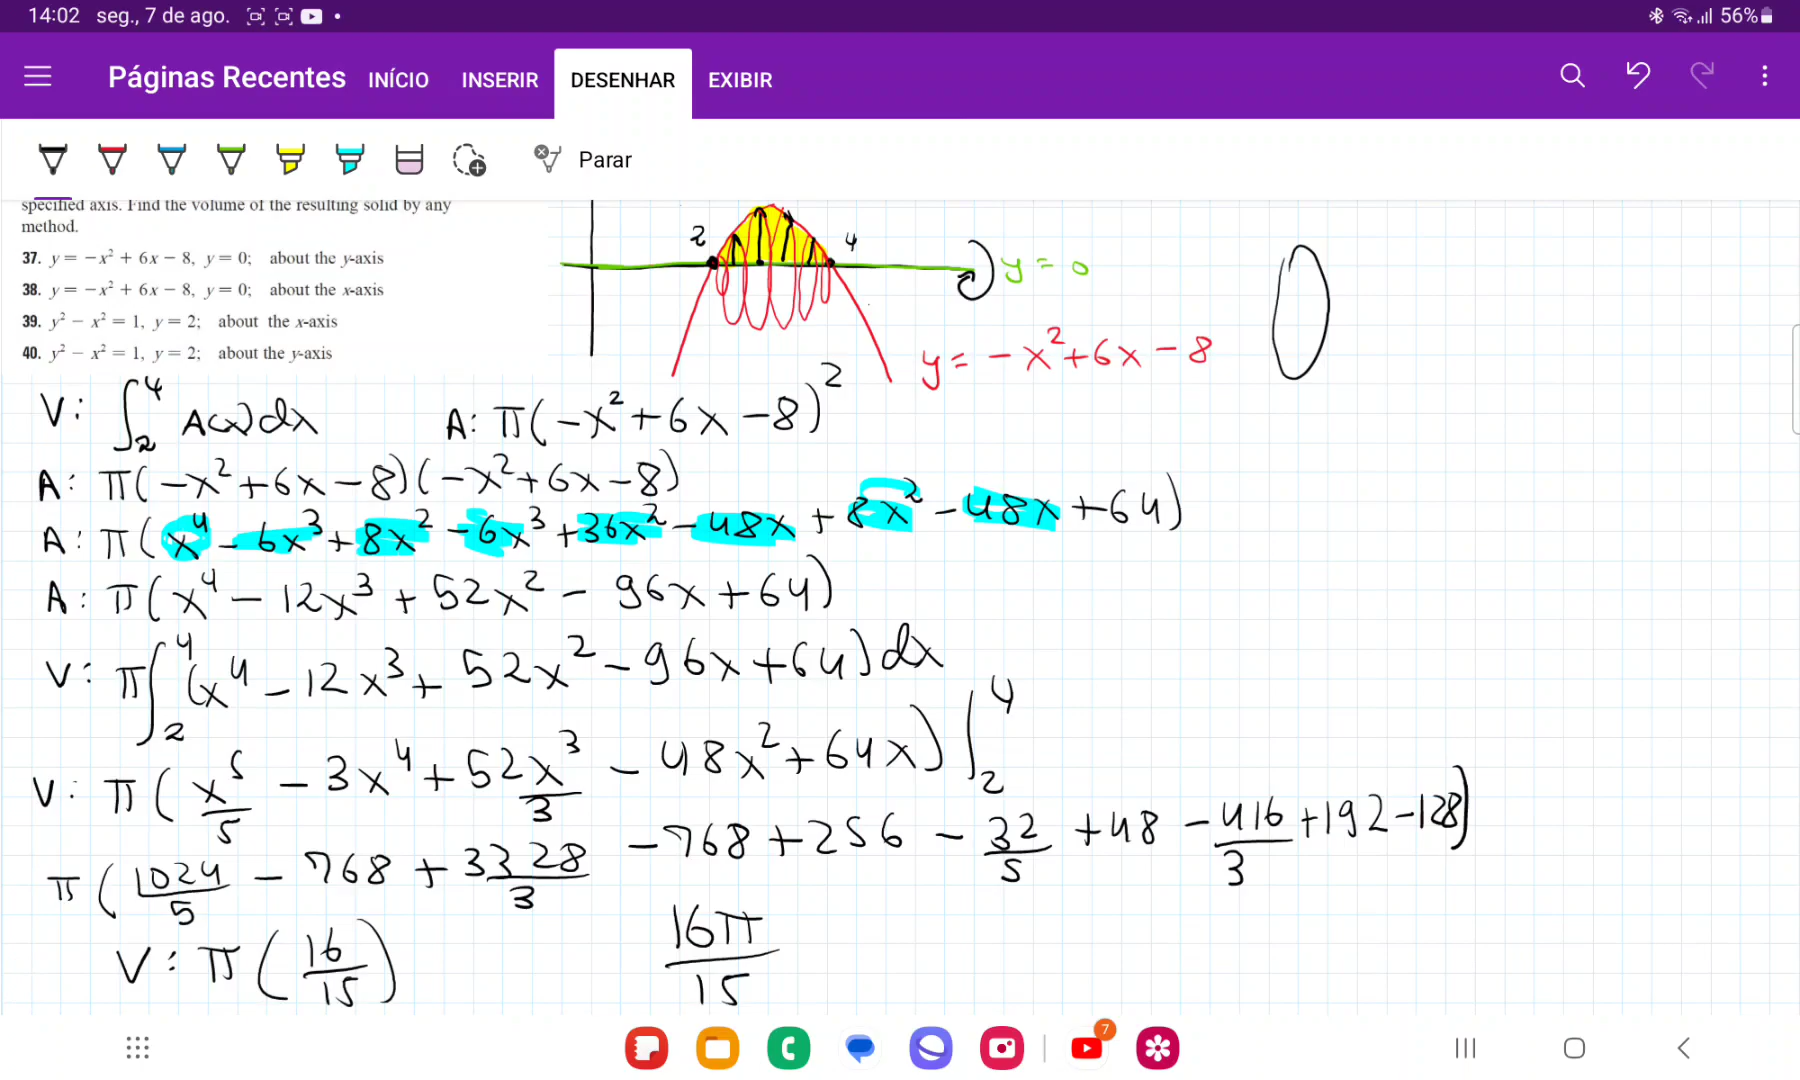 14:02 seg., 7 de ago. 56%
Páginas Recentes INÍCIO INSERIR DESENHAR EXIBIR
Parar
specified axis. Find the volume of the resulting solid by any
method.
37. y = −x² + 6x − 8, y = 0; about the y-axis
38. y = −x² + 6x − 8, y = 0; about the x-axis
39. y² − x² = 1, y = 2; about the x-axis
40. y² − x² = 1, y = 2; about the y-axis
2 4
y = 0
y = −x² + 6x − 8
V: ∫₂⁴ A(x)dx A: π(−x² + 6x − 8)²
A: π(−x² + 6x − 8)(−x² + 6x − 8)
A: π(x⁴ − 6x³ + 8x² − 6x³ + 36x² − 48x + 8x² − 48x + 64)
A: π(x⁴ − 12x³ + 52x² − 96x + 64)
V: π∫₂⁴ (x⁴ − 12x³ + 52x² − 96x + 64)dx
V: π(x⁵/5 − 3x⁴ + 52x³/3 − 48x² + 64x)|₂⁴
π(1024/5 − 768 + 3328/3 − 768 + 256 − 32/5 + 48 − 416/3 + 192 − 128)
V: π(16/15) 16π/15
7